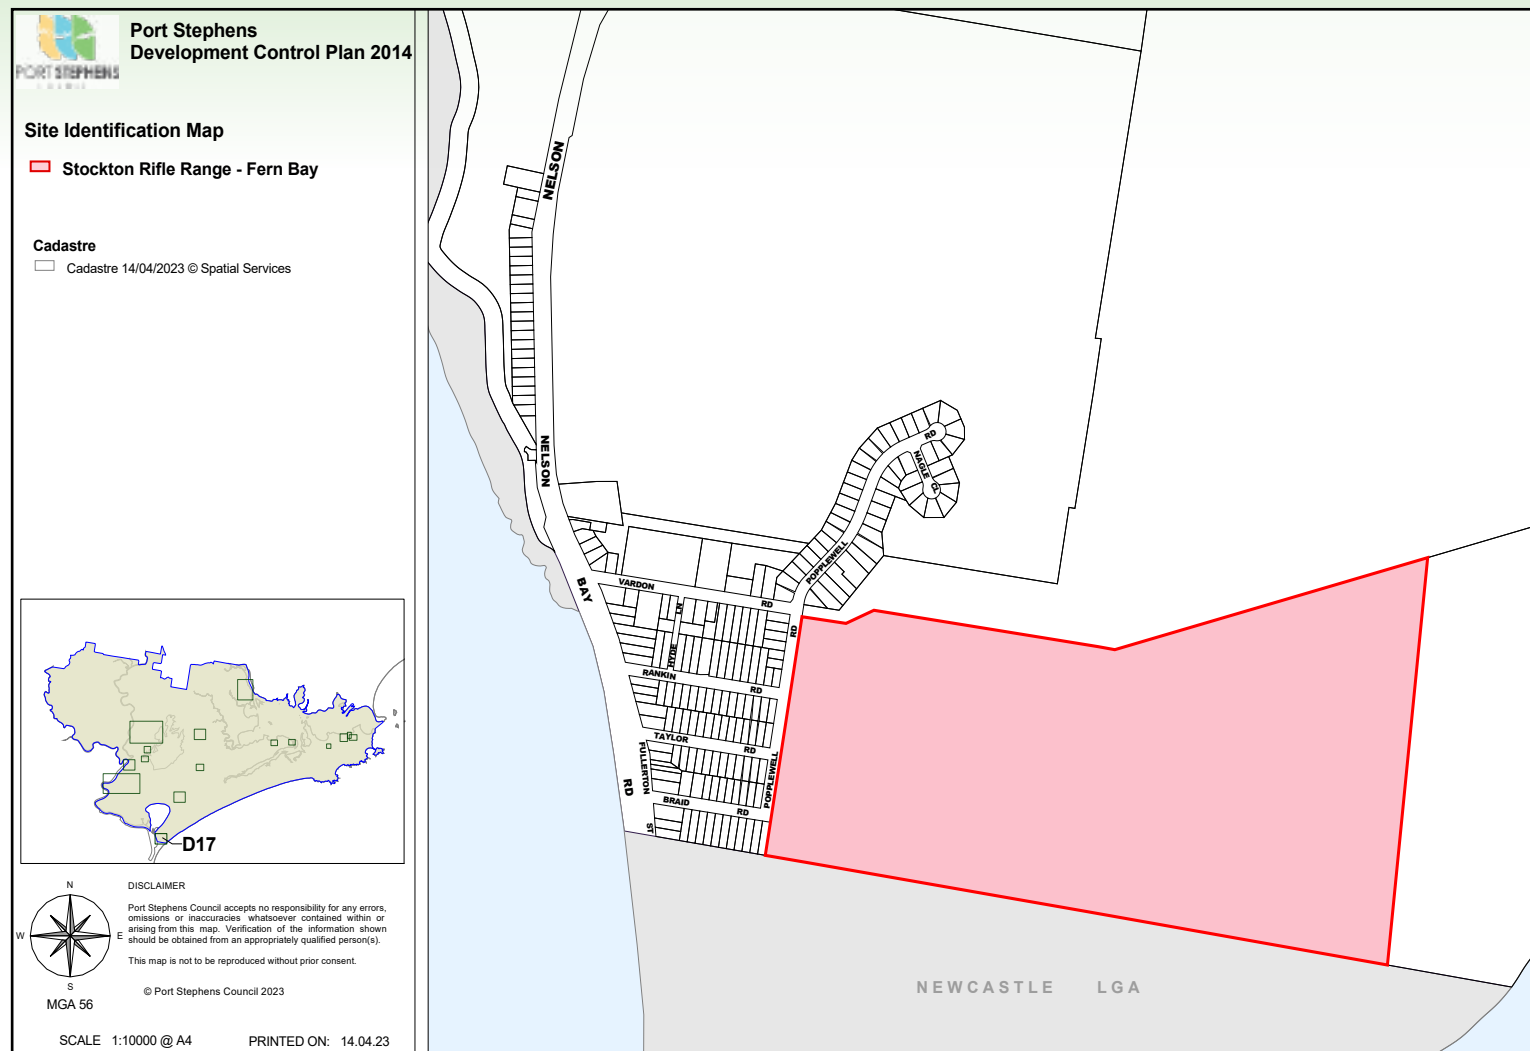 PORT STEPHENS
Port Stephens
Development Control Plan 2014
Site Identification Map
Stockton Rifle Range - Fern Bay
Cadastre
Cadastre 14/04/2023 © Spatial Services
D17
N
W
E
S
MGA 56
DISCLAIMER
Port Stephens Council accepts no responsibility for any errors,
omissions or inaccuracies whatsoever contained within or
arising from this map. Verification of the information shown
should be obtained from an appropriately qualified person(s).
This map is not to be reproduced without prior consent.
© Port Stephens Council 2023
SCALE 1:10000 @ A4
PRINTED ON: 14.04.23
NELSON
NELSON
BAY
RD
RD
NAGLE CL
POPPLEWELL
RD
VARDON
RD
LN
HYDE
RANKIN
RD
TAYLOR
RD
FULLERTON
ST
POPPLEWELL
BRAID
RD
NEWCASTLE LGA